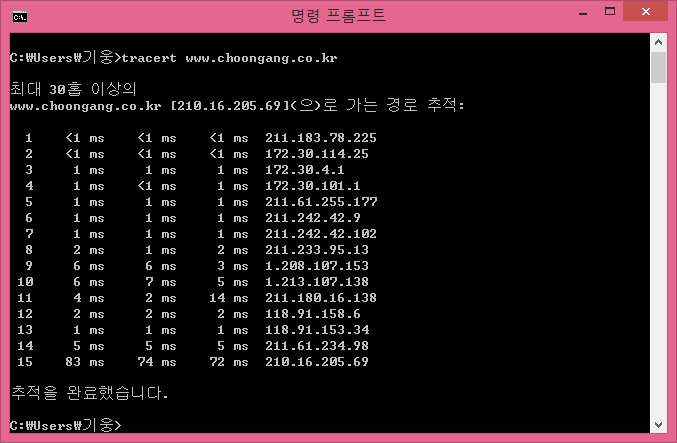 명령 프롬프트
C:\Users\기웅>tracert www.choongang.co.kr
최대 30홉 이상의
www.choongang.co.kr [210.16.205.69](으)로 가는 경로 추적:
1 <1 ms <1 ms <1 ms 211.183.78.225
2 <1 ms <1 ms <1 ms 172.30.114.25
3 1 ms 1 ms 1 ms 172.30.4.1
4 1 ms <1 ms 1 ms 172.30.101.1
5 1 ms 1 ms 1 ms 211.61.255.177
6 1 ms 1 ms 1 ms 211.242.42.9
7 1 ms 1 ms 1 ms 211.242.42.102
8 2 ms 1 ms 2 ms 211.233.95.13
9 6 ms 6 ms 3 ms 1.208.107.153
10 6 ms 7 ms 5 ms 1.213.107.138
11 4 ms 2 ms 14 ms 211.180.16.138
12 2 ms 2 ms 2 ms 118.91.158.6
13 1 ms 1 ms 1 ms 118.91.153.34
14 5 ms 5 ms 5 ms 211.61.234.98
15 83 ms 74 ms 72 ms 210.16.205.69
추적을 완료했습니다.
C:\Users\기웅>